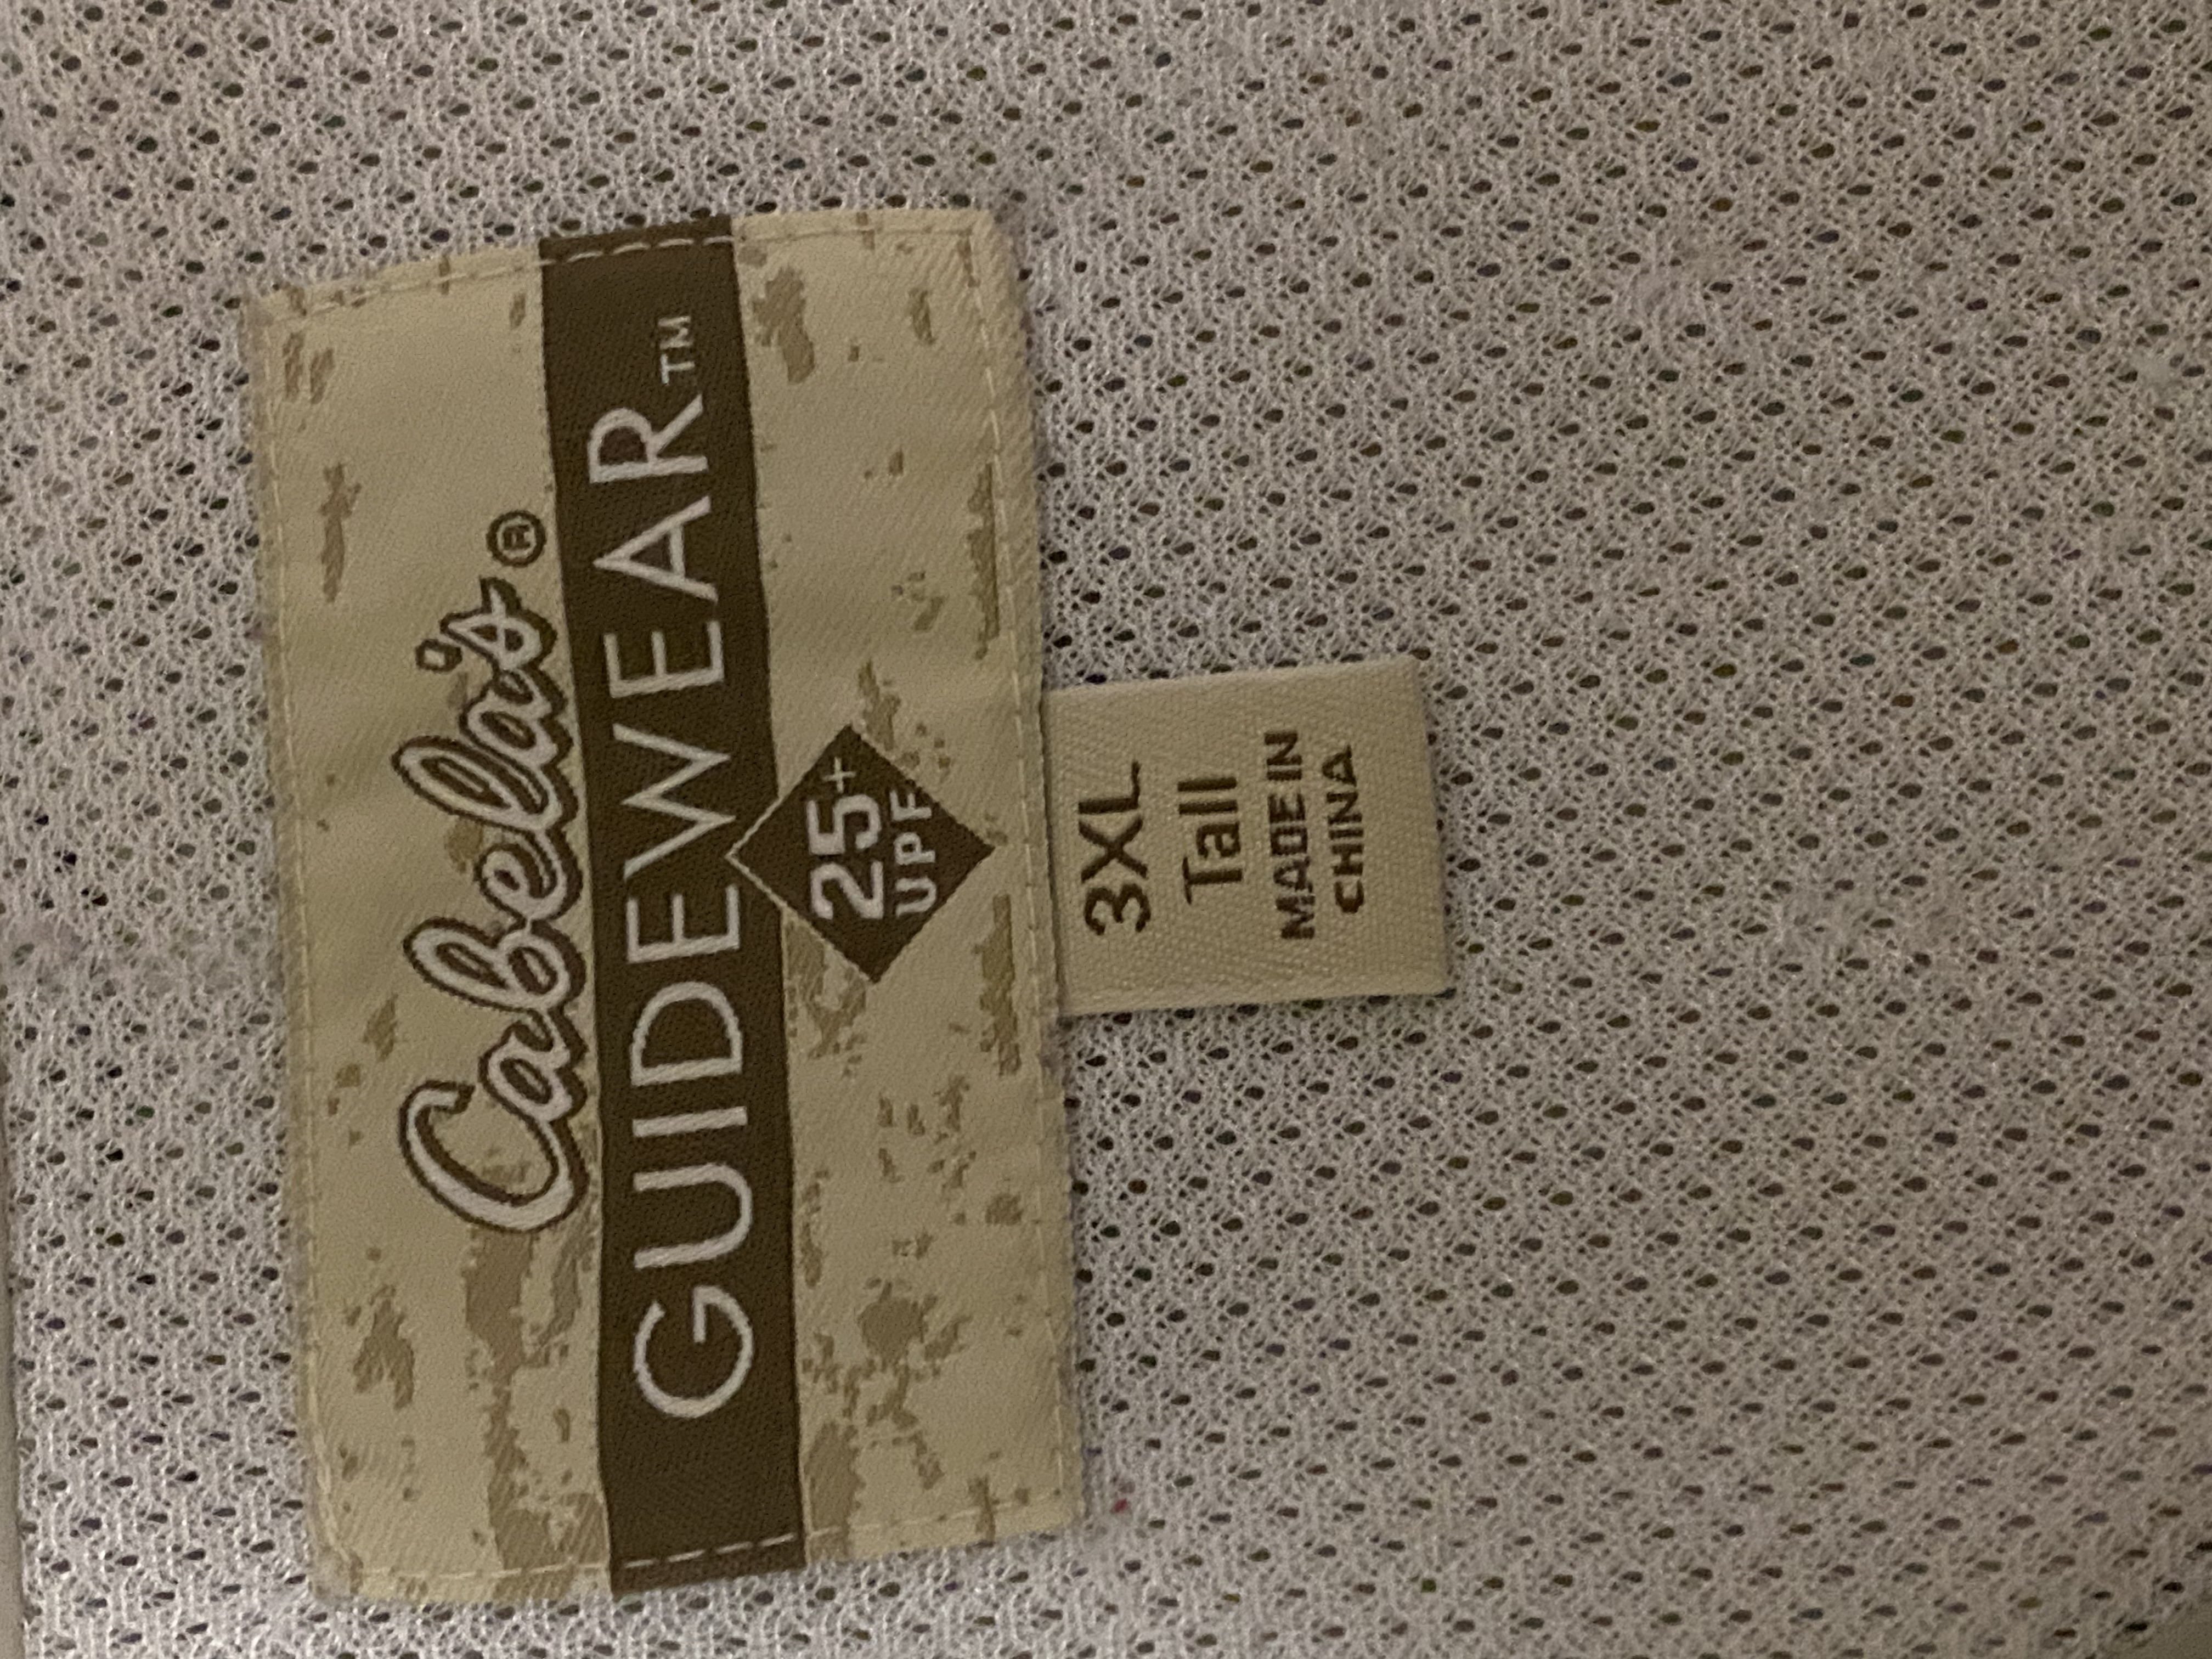 Cabela's®
GUIDEWEAR™
25+
UPF
3XL
Tall
MADE IN
CHINA